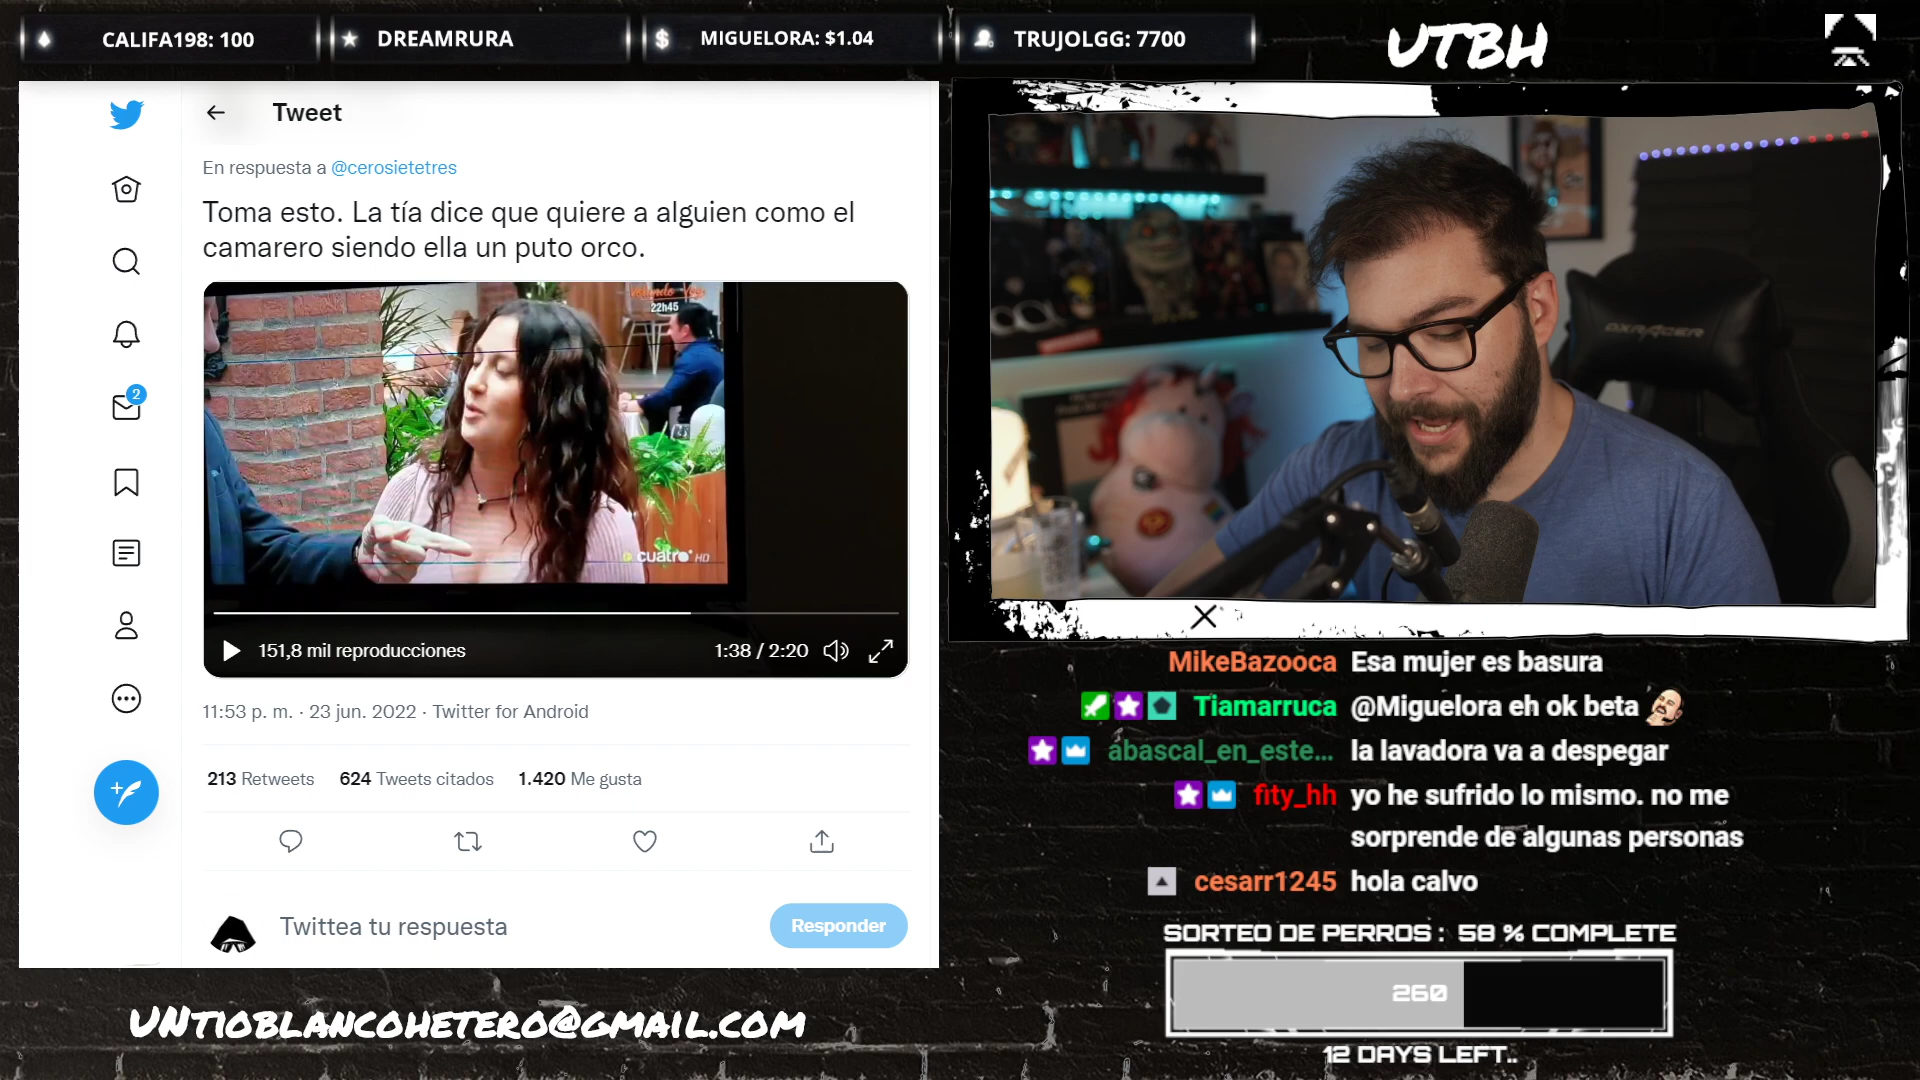 CALIFA198: 100
DREAMRURA
MIGUELORA: $1.04
TRUJOLGG: 7700
UTBH
Tweet
En respuesta a @cerosietetres
Toma esto. La tía dice que quiere a alguien como el
camarero siendo ella un puto orco.
22h45
cuatro HD
2
151,8 mil reproducciones
1:38 / 2:20
11:53 p. m. · 23 jun. 2022 · Twitter for Android
213 Retweets 624 Tweets citados 1.420 Me gusta
Twittea tu respuesta
Responder
AKRACER
MikeBazooca Esa mujer es basura
Tiamarruca @Miguelora eh ok beta
abascal_en_este... la lavadora va a despegar
fity_hh yo he sufrido lo mismo. no me
sorprende de algunas personas
cesarr1245 hola calvo
SORTEO DE PERROS : 58 % COMPLETE
260
12 DAYS LEFT..
UNTIOBLANCOHETERO@GMAIL.COM